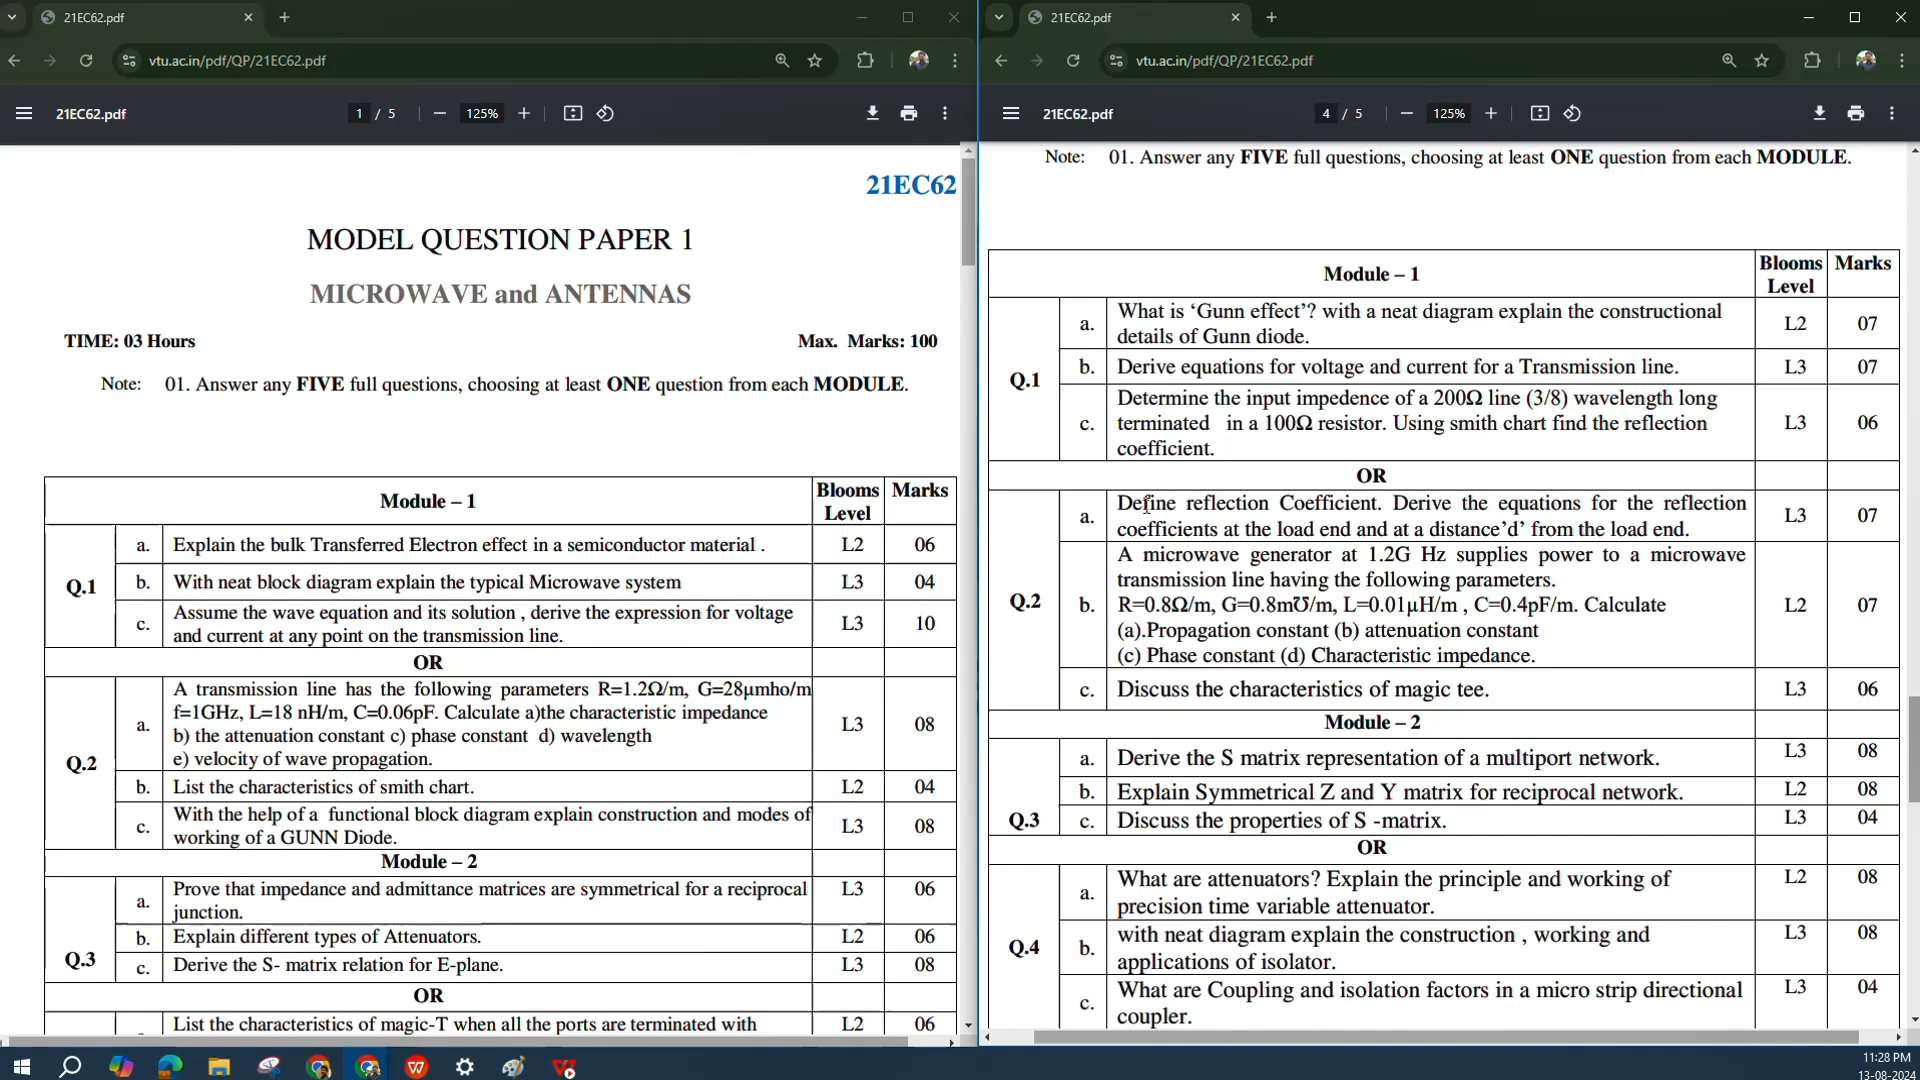 21EC62.pdf
vtu.ac.in/pdf/QP/21EC62.pdf
21EC62.pdf
1 / 5
125%
21EC62
MODEL QUESTION PAPER 1
MICROWAVE and ANTENNAS
TIME: 03 Hours Max. Marks: 100
Note: 01. Answer any FIVE full questions, choosing at least ONE question from each MODULE.
Module – 1 Blooms Level Marks
Q.1
a. Explain the bulk Transferred Electron effect in a semiconductor material . L2 06
b. With neat block diagram explain the typical Microwave system L3 04
c. Assume the wave equation and its solution , derive the expression for voltage
and current at any point on the transmission line. L3 10
OR
Q.2
a. A transmission line has the following parameters R=1.2Ω/m, G=28µmho/m
f=1GHz, L=18 nH/m, C=0.06pF. Calculate a)the characteristic impedance
b) the attenuation constant c) phase constant d) wavelength
e) velocity of wave propagation. L3 08
b. List the characteristics of smith chart. L2 04
c. With the help of a functional block diagram explain construction and modes of
working of a GUNN Diode. L3 08
Module – 2
Q.3
a. Prove that impedance and admittance matrices are symmetrical for a reciprocal
junction. L3 06
b. Explain different types of Attenuators. L2 06
c. Derive the S- matrix relation for E-plane. L3 08
OR
List the characteristics of magic-T when all the ports are terminated with L2 06
21EC62.pdf
vtu.ac.in/pdf/QP/21EC62.pdf
21EC62.pdf
4 / 5
125%
Note: 01. Answer any FIVE full questions, choosing at least ONE question from each MODULE.
Module – 1 Blooms Level Marks
Q.1
a. What is ‘Gunn effect’? with a neat diagram explain the constructional
details of Gunn diode. L2 07
b. Derive equations for voltage and current for a Transmission line. L3 07
c. Determine the input impedence of a 200Ω line (3/8) wavelength long
terminated in a 100Ω resistor. Using smith chart find the reflection
coefficient. L3 06
OR
Q.2
a. Define reflection Coefficient. Derive the equations for the reflection
coefficients at the load end and at a distance’d’ from the load end. L3 07
b. A microwave generator at 1.2G Hz supplies power to a microwave
transmission line having the following parameters.
R=0.8Ω/m, G=0.8m℧/m, L=0.01µH/m , C=0.4pF/m. Calculate
(a).Propagation constant (b) attenuation constant
(c) Phase constant (d) Characteristic impedance. L2 07
c. Discuss the characteristics of magic tee. L3 06
Module – 2
Q.3
a. Derive the S matrix representation of a multiport network. L3 08
b. Explain Symmetrical Z and Y matrix for reciprocal network. L2 08
c. Discuss the properties of S -matrix. L3 04
OR
Q.4
a. What are attenuators? Explain the principle and working of
precision time variable attenuator. L2 08
b. with neat diagram explain the construction , working and
applications of isolator. L3 08
c. What are Coupling and isolation factors in a micro strip directional
coupler. L3 04
11:28 PM
13-08-2024